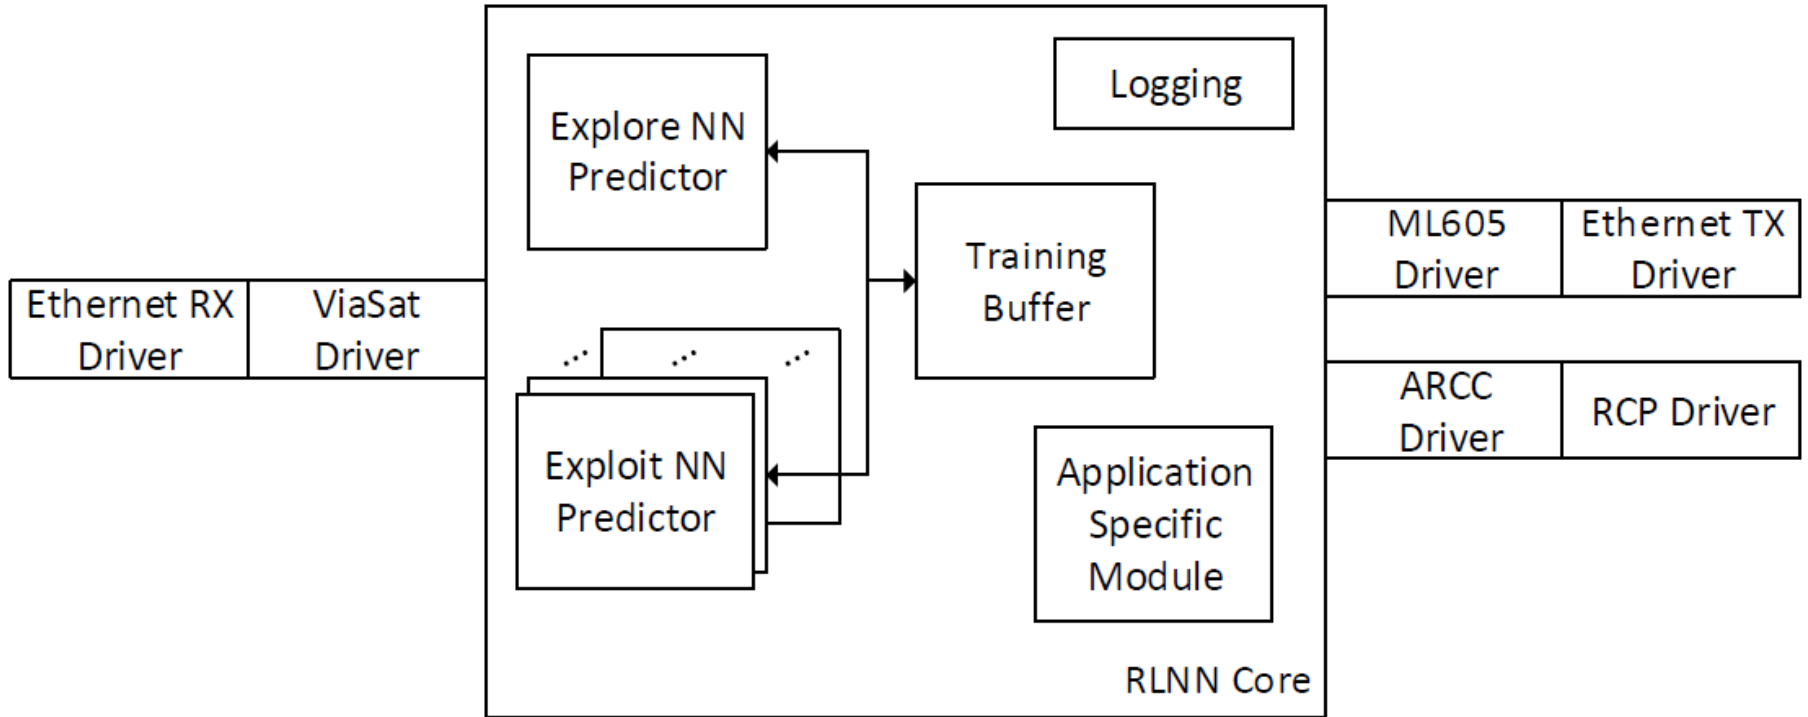 Logging
Explore NN
Predictor
Training
Buffer
ML605
Driver
Ethernet TX
Driver
Ethernet RX
Driver
ViaSat
Driver
ARCC
Driver
RCP Driver
Exploit NN
Predictor
Application
Specific
Module
RLNN Core